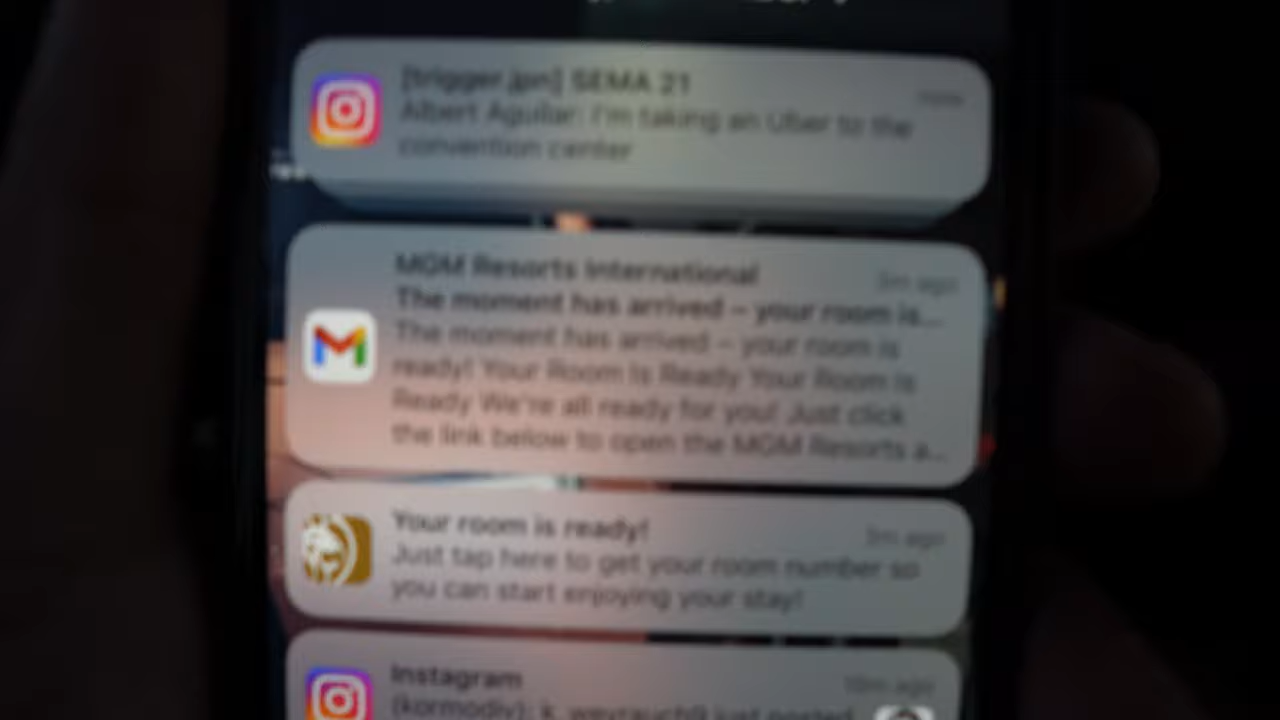 [trigger.jpn] SEMA 21
now
Albert Aguilar: I'm taking an Uber to the
convention center
MGM Resorts International
3m ago
The moment has arrived – your room is...
The moment has arrived – your room is
ready! Your Room Is Ready Your Room Is
Ready We're all ready for you! Just click
the link below to open the MGM Resorts a...
Your room is ready!
3m ago
Just tap here to get your room number so
you can start enjoying your stay!
Instagram
(kormodiy): k_weyrauch9 just posted